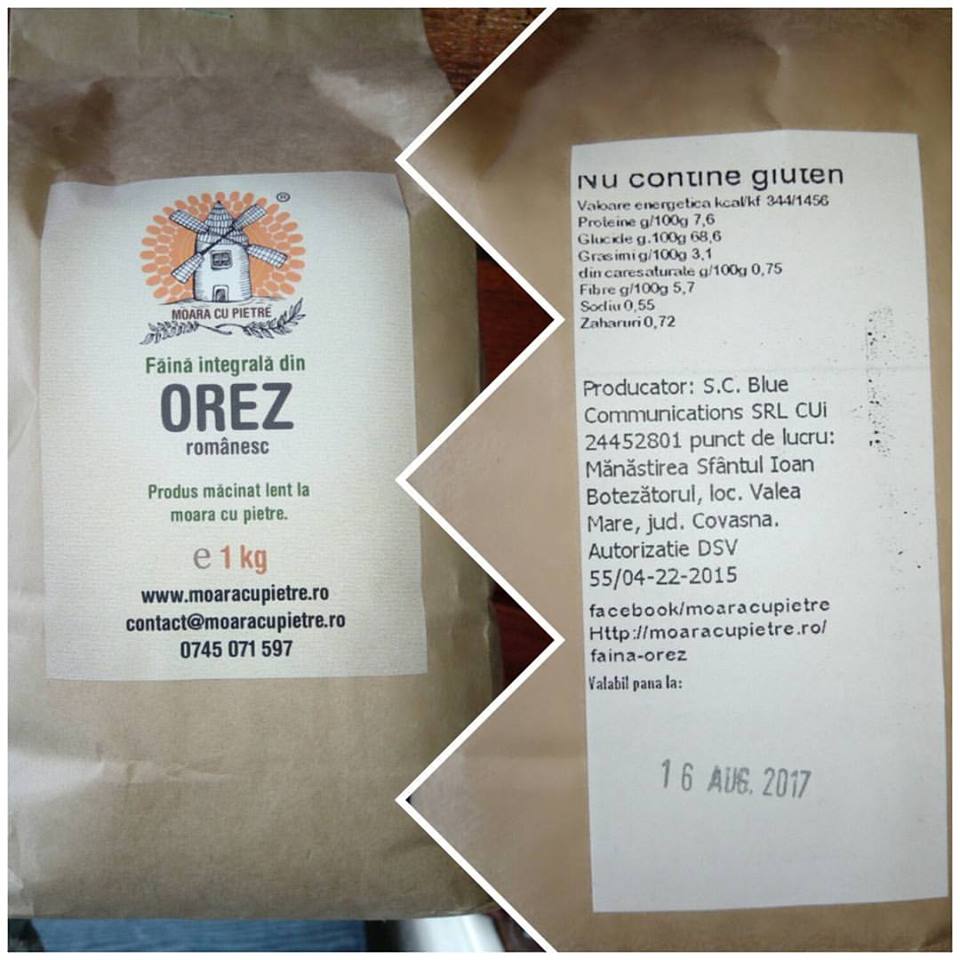 ®
MOARA CU PIETRE
Făină integrală din
OREZ
românesc
Produs măcinat lent la
moara cu pietre.
e 1 kg
www.moaracupietre.ro
contact@moaracupietre.ro
0745 071 597
Nu contine gluten
Valoare energetica kcal/kf 344/1456
Proteine g/100g 7,6
Glucide g.100g 68,6
Grasimi g/100g 3,1
din care saturate g/100g 0,75
Fibre g/100g 5,7
Sodiu 0,55
Zaharuri 0,72
Producator: S.C. Blue
Communications SRL CUi
24452801 punct de lucru:
Mănăstirea Sfântul Ioan
Botezătorul, loc. Valea
Mare, jud. Covasna.
Autorizatie DSV
55/04-22-2015
facebook/moaracupietre
Http://moaracupietre.ro/
faina-orez
Valabil pana la:
16 AUG. 2017